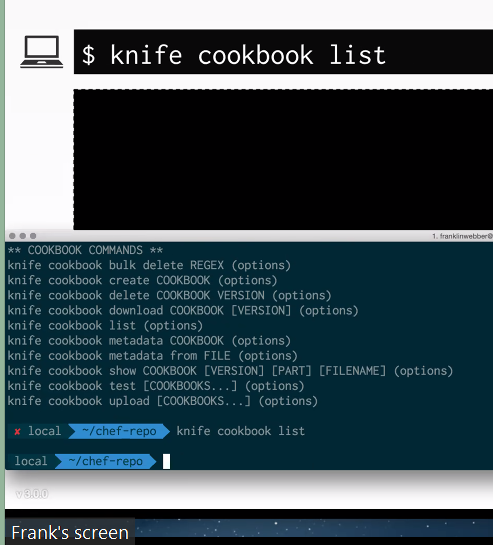 $ knife cookbook list
1. franklinwebber@
** COOKBOOK COMMANDS **
knife cookbook bulk delete REGEX (options)
knife cookbook create COOKBOOK (options)
knife cookbook delete COOKBOOK VERSION (options)
knife cookbook download COOKBOOK [VERSION] (options)
knife cookbook list (options)
knife cookbook metadata COOKBOOK (options)
knife cookbook metadata from FILE (options)
knife cookbook show COOKBOOK [VERSION] [PART] [FILENAME] (options)
knife cookbook test [COOKBOOKS...] (options)
knife cookbook upload [COOKBOOKS...] (options)
✘ local ~/chef-repo knife cookbook list
local ~/chef-repo
v 3.0.0
Frank's screen